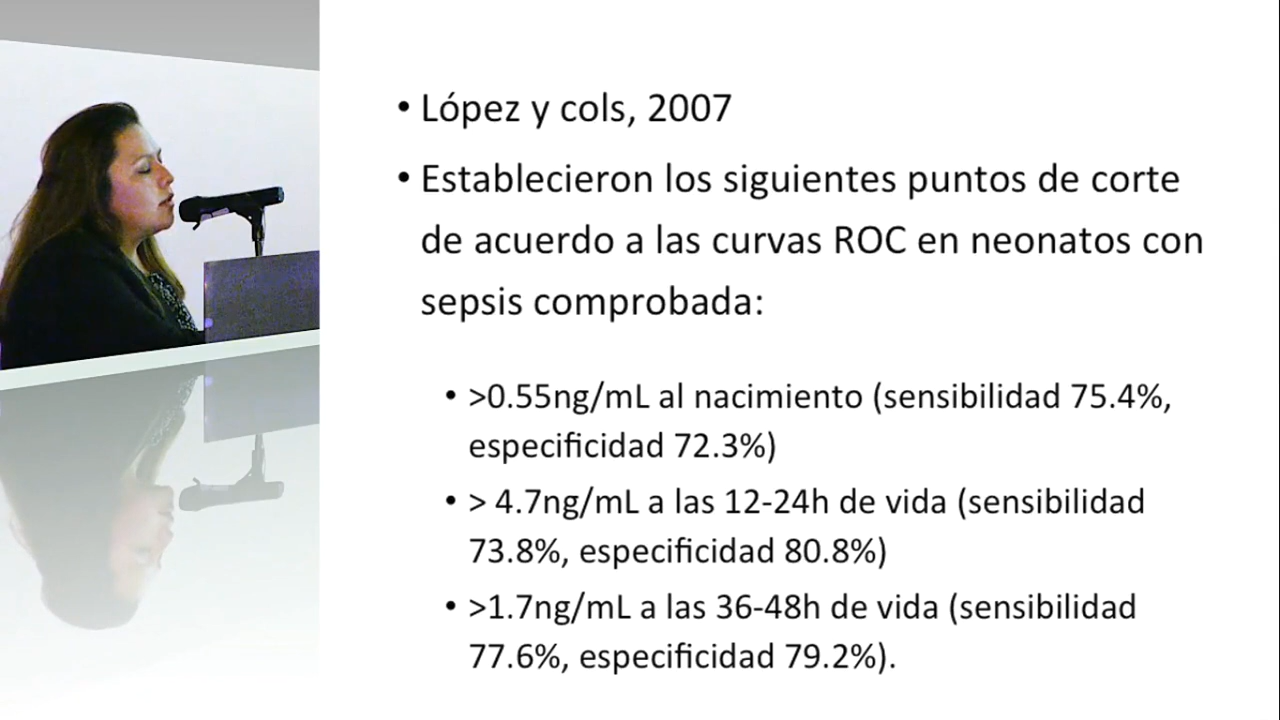 • López y cols, 2007
• Establecieron los siguientes puntos de corte
de acuerdo a las curvas ROC en neonatos con
sepsis comprobada:
• >0.55ng/mL al nacimiento (sensibilidad 75.4%,
especificidad 72.3%)
• > 4.7ng/mL a las 12-24h de vida (sensibilidad
73.8%, especificidad 80.8%)
• >1.7ng/mL a las 36-48h de vida (sensibilidad
77.6%, especificidad 79.2%).